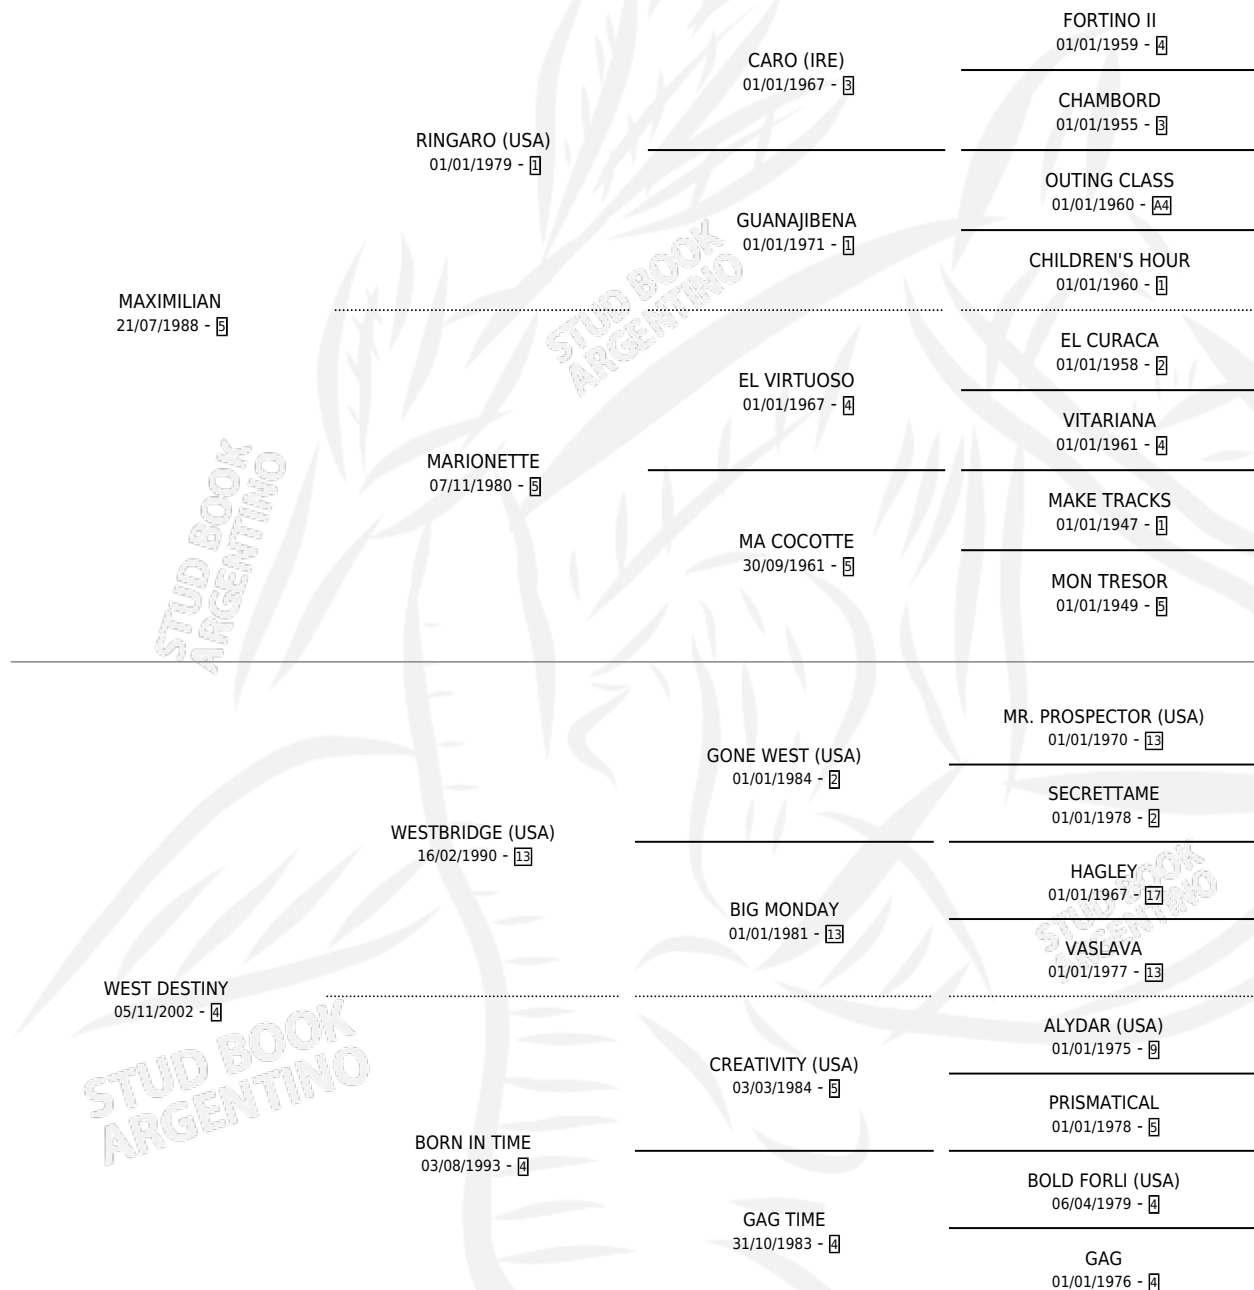 FORTINO II
01/01/1959 - 4
CARO (IRE)
01/01/1967 - 3
CHAMBORD
01/01/1955 - 3
RINGARO (USA)
01/01/1979 - 1
OUTING CLASS
01/01/1960 - A4
GUANAJIBENA
01/01/1971 - 1
CHILDREN'S HOUR
01/01/1960 - 1
MAXIMILIAN
21/07/1988 - 5
EL CURACA
01/01/1958 - 2
EL VIRTUOSO
01/01/1967 - 4
VITARIANA
01/01/1961 - 4
MARIONETTE
07/11/1980 - 5
MAKE TRACKS
01/01/1947 - 1
MA COCOTTE
30/09/1961 - 5
MON TRESOR
01/01/1949 - 5
MR. PROSPECTOR (USA)
01/01/1970 - 13
GONE WEST (USA)
01/01/1984 - 2
SECRETTAME
01/01/1978 - 2
WESTBRIDGE (USA)
16/02/1990 - 13
HAGLEY
01/01/1967 - 17
BIG MONDAY
01/01/1981 - 13
VASLAVA
01/01/1977 - 13
WEST DESTINY
05/11/2002 - 4
ALYDAR (USA)
01/01/1975 - 9
CREATIVITY (USA)
03/03/1984 - 5
PRISMATICAL
01/01/1978 - 5
BORN IN TIME
03/08/1993 - 4
BOLD FORLI (USA)
06/04/1979 - 4
GAG TIME
31/10/1983 - 4
GAG
01/01/1976 - 4
STUD BOOK
ARGENTINO
STUD BOOK
ARGENTINO
STUD BOOK
ARGENTINO
STUD BOOK
ARGENTINO